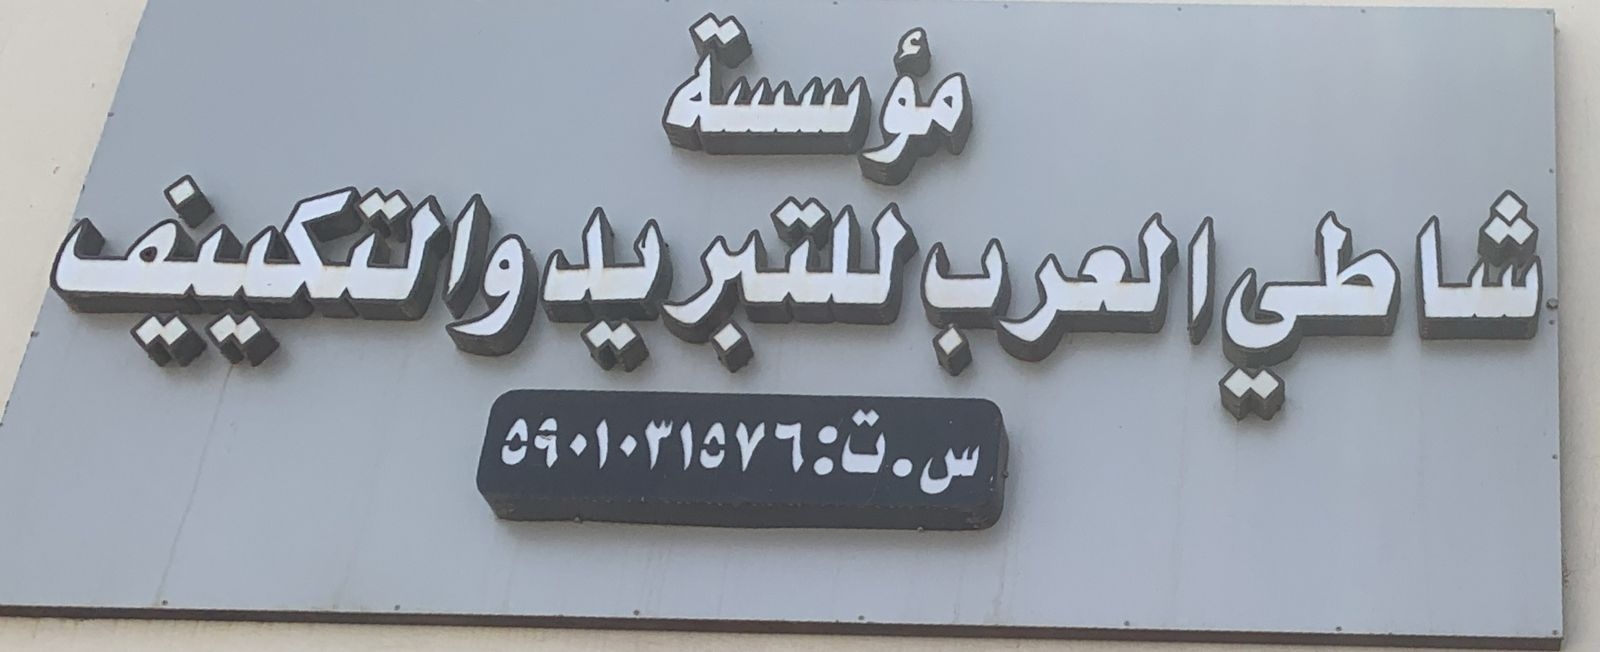 مؤسسة
شاطي العرب للتبريد والتكييف
س.ت: ٥٩٠١٠٣١٥٧٦